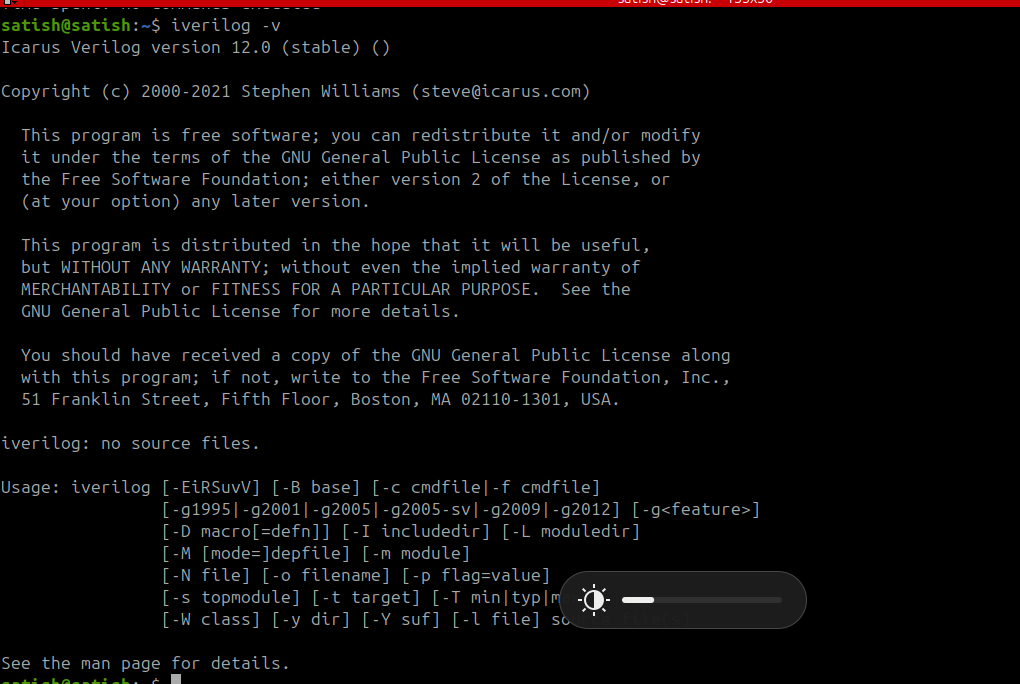 satish@satish:~$ iverilog -v
Icarus Verilog version 12.0 (stable) ()
Copyright (c) 2000-2021 Stephen Williams (steve@icarus.com)
This program is free software; you can redistribute it and/or modify
it under the terms of the GNU General Public License as published by
the Free Software Foundation; either version 2 of the License, or
(at your option) any later version.
This program is distributed in the hope that it will be useful,
but WITHOUT ANY WARRANTY; without even the implied warranty of
MERCHANTABILITY or FITNESS FOR A PARTICULAR PURPOSE.  See the
GNU General Public License for more details.
You should have received a copy of the GNU General Public License along
with this program; if not, write to the Free Software Foundation, Inc.,
51 Franklin Street, Fifth Floor, Boston, MA 02110-1301, USA.
iverilog: no source files.
Usage: iverilog [-EiRSuvV] [-B base] [-c cmdfile|-f cmdfile]
[-g1995|-g2001|-g2005|-g2005-sv|-g2009|-g2012] [-g<feature>]
[-D macro[=defn]] [-I includedir] [-L moduledir]
[-M [mode=]depfile] [-m module]
[-N file] [-o filename] [-p flag=value]
[-s topmodule] [-t target] [-T min|typ|m
[-W class] [-y dir] [-Y suf] [-l file] so
See the man page for details.
satish@satish:~$